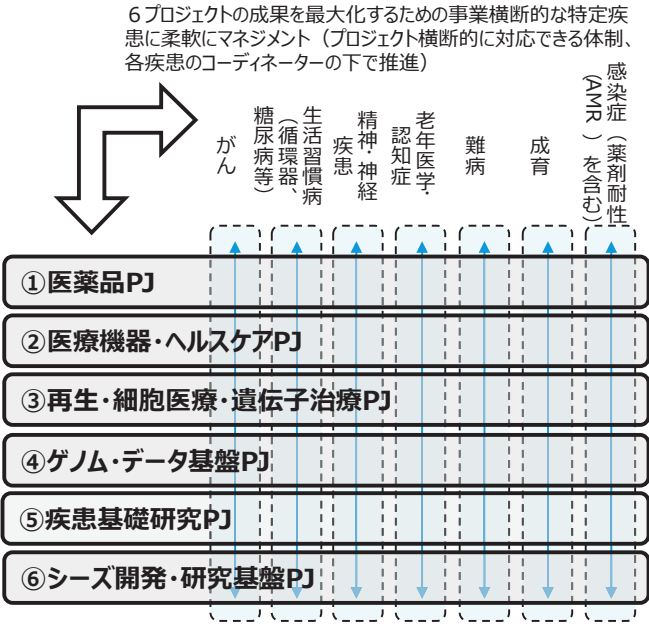 ６プロジェクトの成果を最大化するための事業横断的な特定疾
患に柔軟にマネジメント（プロジェクト横断的に対応できる体制、
各疾患のコーディネーターの下で推進）
がん
生活習慣病
（循環器、
糖尿病等）
精神・神経
疾患
老年医学・
認知症
難病
成育
感染症（薬剤耐性
(AMR ）を含む)
①医薬品PJ
②医療機器・ヘルスケアPJ
③再生・細胞医療・遺伝子治療PJ
④ゲノム・データ基盤PJ
⑤疾患基礎研究PJ
⑥シーズ開発・研究基盤PJ